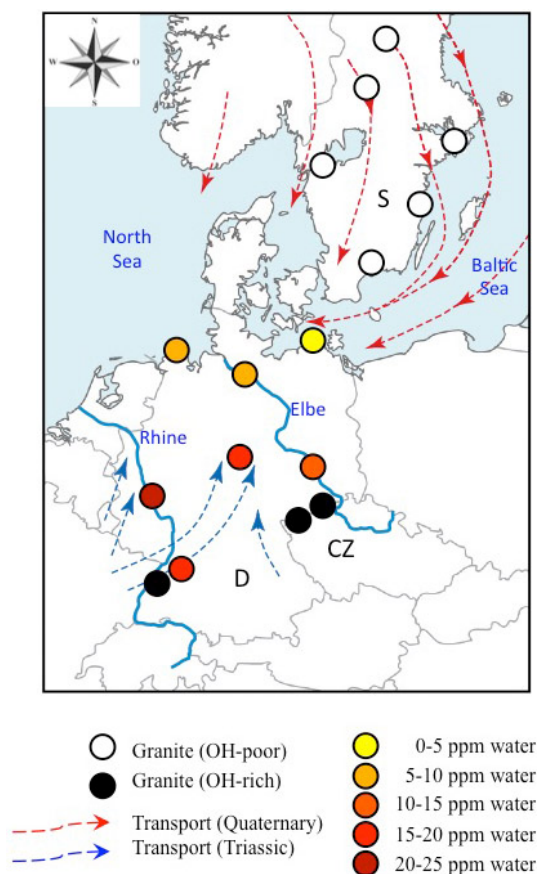 N
W
O
S
S
North
Sea
Baltic
Sea
Elbe
Rhine
CZ
D
Granite (OH-poor)
Granite (OH-rich)
Transport (Quaternary)
Transport (Triassic)
0-5 ppm water
5-10 ppm water
10-15 ppm water
15-20 ppm water
20-25 ppm water